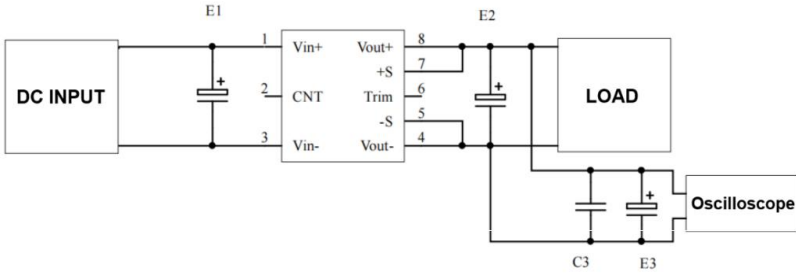 E1
E2
DC INPUT
1
Vin+
Vout+
8
+S
7
2
CNT
Trim
6
-S
5
3
Vin-
Vout-
4
LOAD
Oscilloscope
C3
E3
+
+
+